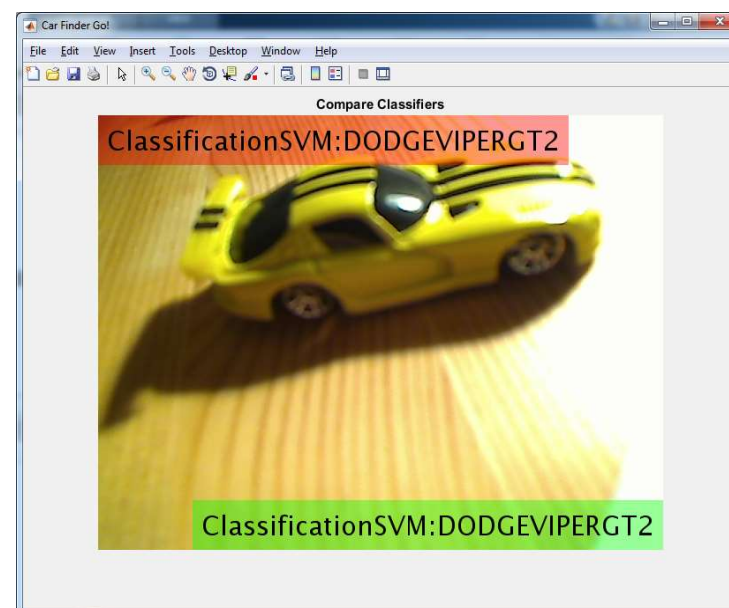 Car Finder Go!
File Edit View Insert Tools Desktop Window Help
Compare Classifiers
ClassificationSVM:DODGEVIPERGT2
ClassificationSVM:DODGEVIPERGT2